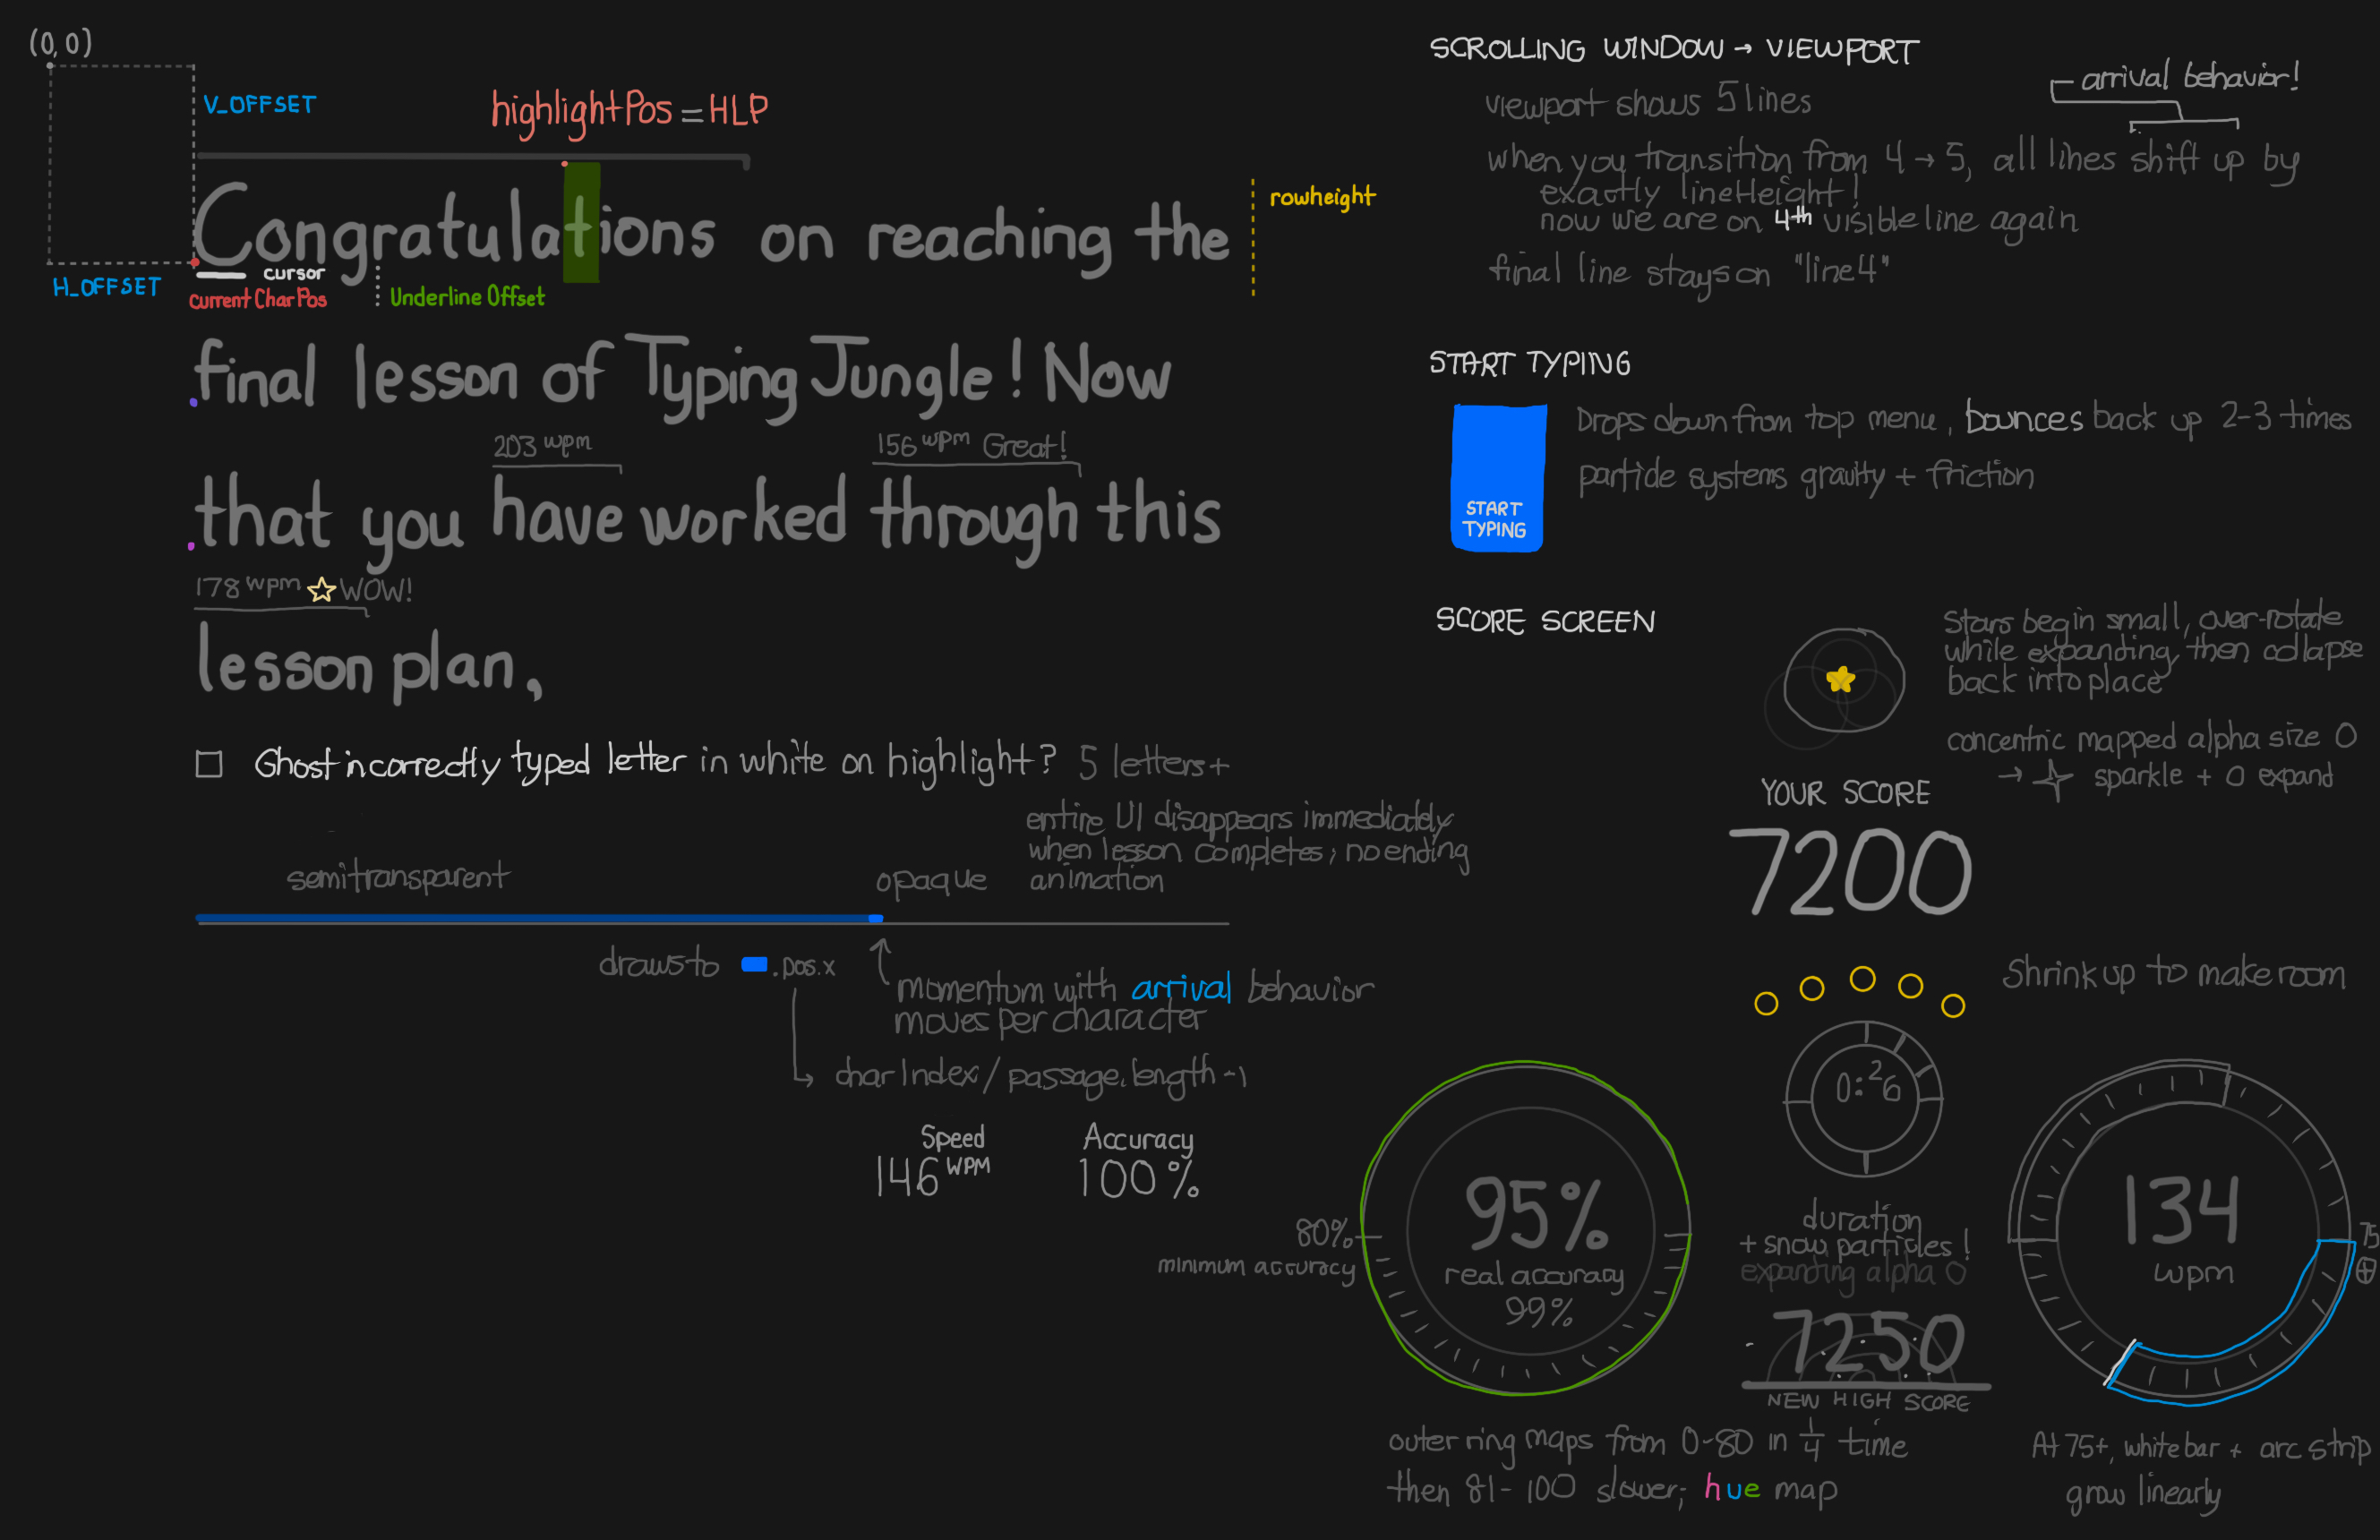 (0,0)
V_OFFSET
highlightPos = HLP
Congratulations on reaching the
rowheight
H_OFFSET
cursor
currentCharPos
Underline Offset
final lesson of Typing Jungle! Now
203 wpm
156 wpm Great!
that you have worked through this
178 wpm ☆ WOW!
lesson plan,
Ghost incorrectly typed letter in white on highlight? 5 letters+
semitransparent
opaque
entire UI disappears immediately
when lesson completes; no ending
animation
draws to .pos.x
momentum with arrival behavior
moves per character
char Index / passage.length -1
Speed
146 WPM
Accuracy
100%
SCROLLING WINDOW → VIEWPORT
arrival behavior!
viewport shows 5 lines
when you transition from 4 → 5, all lines shift up by
exactly lineHeight!
now we are on 4th visible line again
final line stays on "line 4"
START TYPING
START
TYPING
Drops down from top menu, bounces back up 2-3 times
particle systems gravity + friction
SCORE SCREEN
Stars begin small, over-rotate
while expanding, then collapse
back into place
concentric mapped alpha size 0
→ sparkle + 0 expand
YOUR SCORE
7200
Shrink up to make room
0:26
80%
minimum accuracy
95%
real accuracy
99%
duration
+ snow particles!
expanding alpha 0
7250
NEW HIGH SCORE
134
wpm
75
outer ring maps from 0-80 in 1/4 time
then 81-100 slower; hue map
At 75+, white bar + arc strip
grow linearly